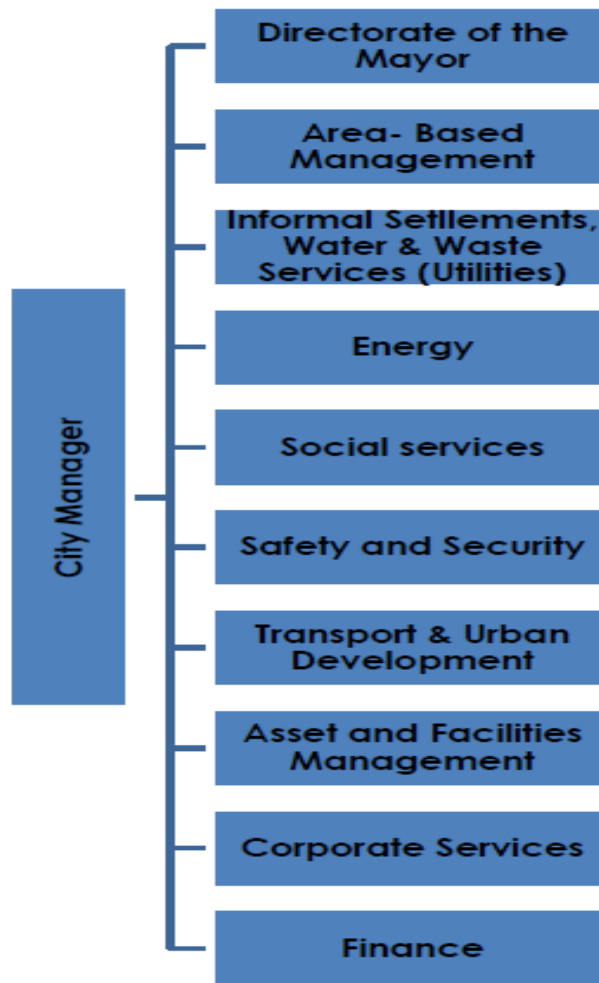 City Manager
Directorate of the
Mayor
Area- Based
Management
Informal Setllements,
Water & Waste
Services (Utilities)
Energy
Social services
Safety and Security
Transport & Urban
Development
Asset and Facilities
Management
Corporate Services
Finance